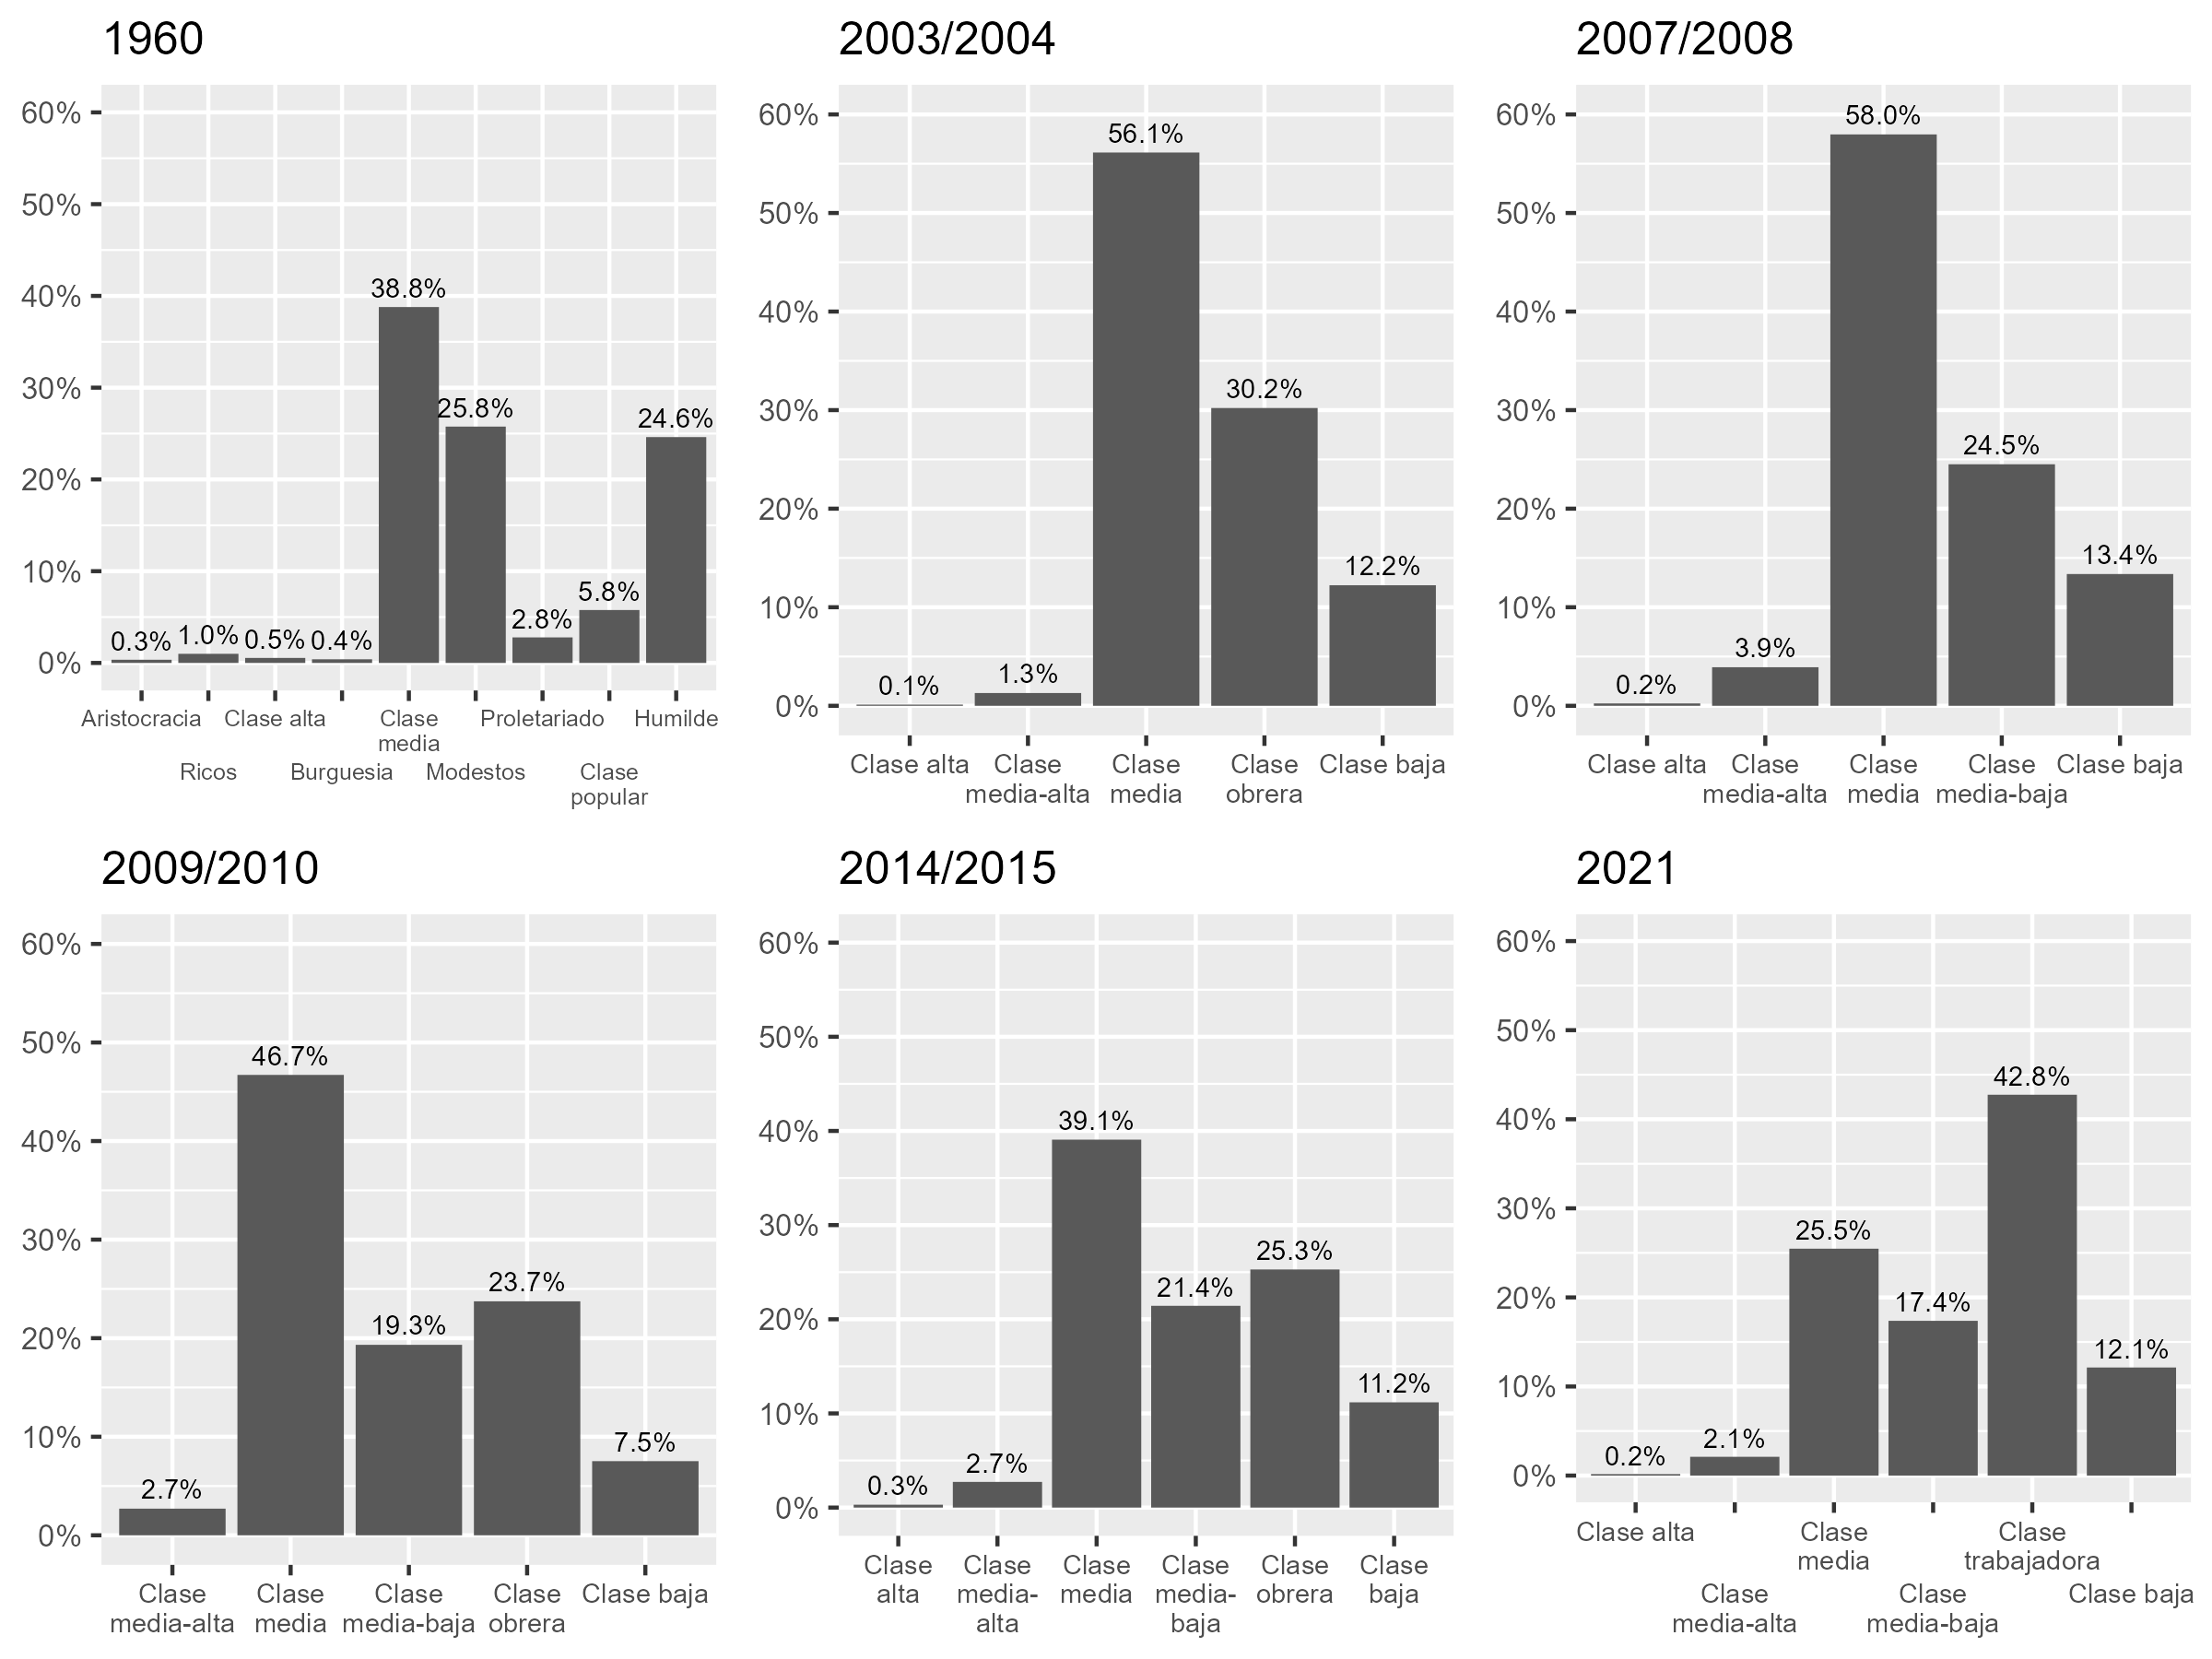 1960
60%
50%
40%
30%
20%
10%
0%
0.3%
1.0%
0.5%
0.4%
38.8%
25.8%
2.8%
5.8%
24.6%
Aristocracia
Ricos
Clase alta
Burguesia
Clase
media
Modestos
Proletariado
Clase
popular
Humilde
2003/2004
60%
50%
40%
30%
20%
10%
0%
0.1%
1.3%
56.1%
30.2%
12.2%
Clase alta
Clase
media-alta
Clase
media
Clase
obrera
Clase baja
2007/2008
60%
50%
40%
30%
20%
10%
0%
0.2%
3.9%
58.0%
24.5%
13.4%
Clase alta
Clase
media-alta
Clase
media
Clase
media-baja
Clase baja
2009/2010
60%
50%
40%
30%
20%
10%
0%
2.7%
46.7%
19.3%
23.7%
7.5%
Clase
media-alta
Clase
media
Clase
media-baja
Clase
obrera
Clase baja
2014/2015
60%
50%
40%
30%
20%
10%
0%
0.3%
2.7%
39.1%
21.4%
25.3%
11.2%
Clase
alta
Clase
media-
alta
Clase
media
Clase
media-
baja
Clase
obrera
Clase
baja
2021
60%
50%
40%
30%
20%
10%
0%
0.2%
2.1%
25.5%
17.4%
42.8%
12.1%
Clase alta
Clase
media-alta
Clase
media
Clase
media-baja
Clase
trabajadora
Clase baja